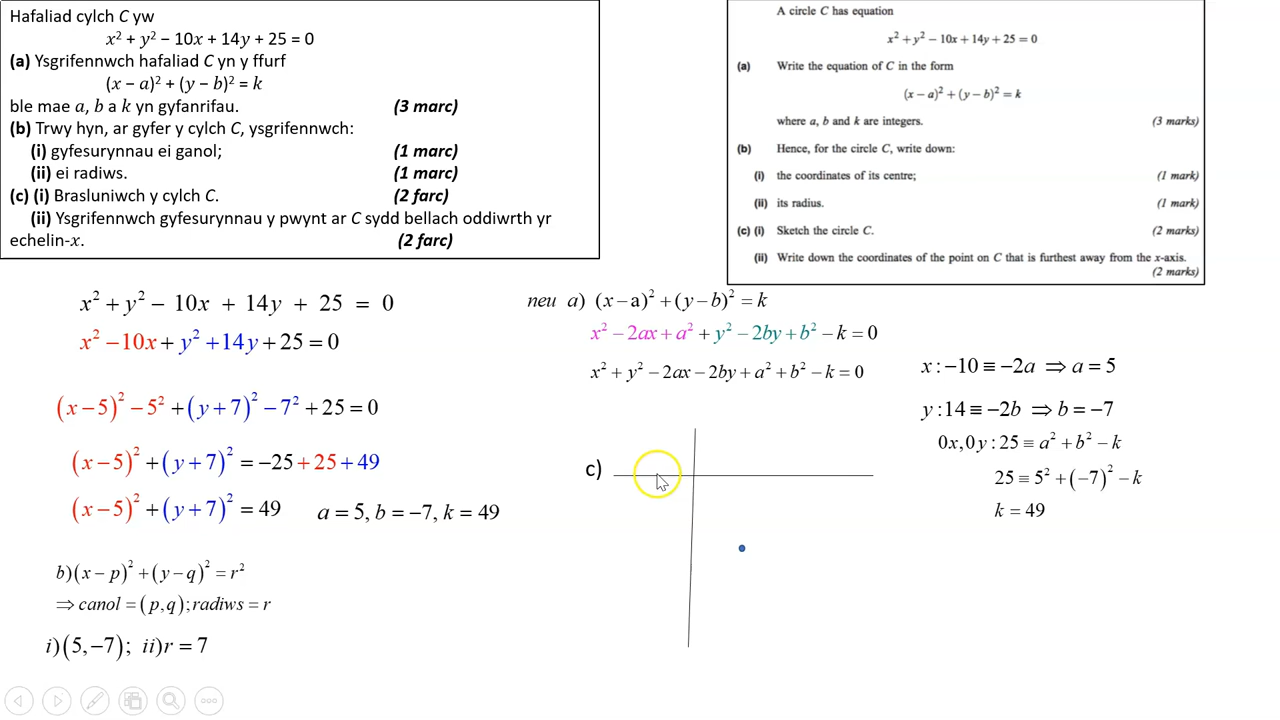 Hafaliad cylch C yw
x² + y² − 10x + 14y + 25 = 0
(a) Ysgrifennwch hafaliad C yn y ffurf
(x − a)² + (y − b)² = k
ble mae a, b a k yn gyfanrifau. (3 marc)
(b) Trwy hyn, ar gyfer y cylch C, ysgrifennwch:
(i) gyfesurynnau ei ganol; (1 marc)
(ii) ei radiws. (1 marc)
(c) (i) Brasluniwch y cylch C. (2 farc)
(ii) Ysgrifennwch gyfesurynnau y pwynt ar C sydd bellach oddiwrth yr
echelin-x. (2 farc)
A circle C has equation
x² + y² − 10x + 14y + 25 = 0
(a) Write the equation of C in the form
(x − a)² + (y − b)² = k
where a, b and k are integers. (3 marks)
(b) Hence, for the circle C, write down:
(i) the coordinates of its centre; (1 mark)
(ii) its radius. (1 mark)
(c) (i) Sketch the circle C. (2 marks)
(ii) Write down the coordinates of the point on C that is furthest away from the x-axis.
(2 marks)
x² + y² − 10x + 14y + 25 = 0
x² − 10x + y² + 14y + 25 = 0
(x − 5)² − 5² + (y + 7)² − 7² + 25 = 0
(x − 5)² + (y + 7)² = −25 + 25 + 49
(x − 5)² + (y + 7)² = 49 a = 5, b = −7, k = 49
b)(x − p)² + (y − q)² = r²
⇒ canol = (p, q); radiws = r
i)(5, −7); ii)r = 7
neu a) (x − a)² + (y − b)² = k
x² − 2ax + a² + y² − 2by + b² − k = 0
x² + y² − 2ax − 2by + a² + b² − k = 0
x : −10 ≡ −2a ⇒ a = 5
y : 14 ≡ −2b ⇒ b = −7
0x, 0y : 25 ≡ a² + b² − k
25 ≡ 5² + (−7)² − k
k = 49
c)